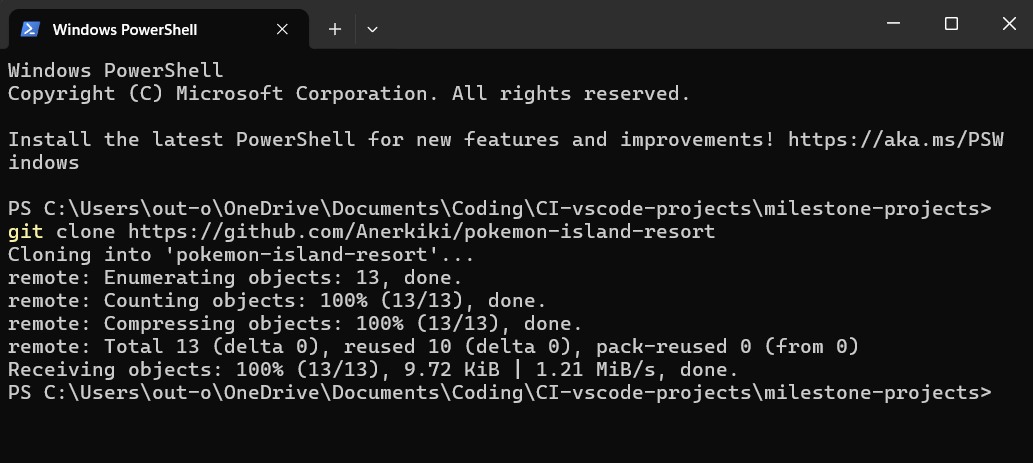 Windows PowerShell
Windows PowerShell
Copyright (C) Microsoft Corporation. All rights reserved.
Install the latest PowerShell for new features and improvements! https://aka.ms/PSW
indows
PS C:\Users\out-o\OneDrive\Documents\Coding\CI-vscode-projects\milestone-projects>
git clone https://github.com/Anerkiki/pokemon-island-resort
Cloning into 'pokemon-island-resort'...
remote: Enumerating objects: 13, done.
remote: Counting objects: 100% (13/13), done.
remote: Compressing objects: 100% (13/13), done.
remote: Total 13 (delta 0), reused 10 (delta 0), pack-reused 0 (from 0)
Receiving objects: 100% (13/13), 9.72 KiB | 1.21 MiB/s, done.
PS C:\Users\out-o\OneDrive\Documents\Coding\CI-vscode-projects\milestone-projects>